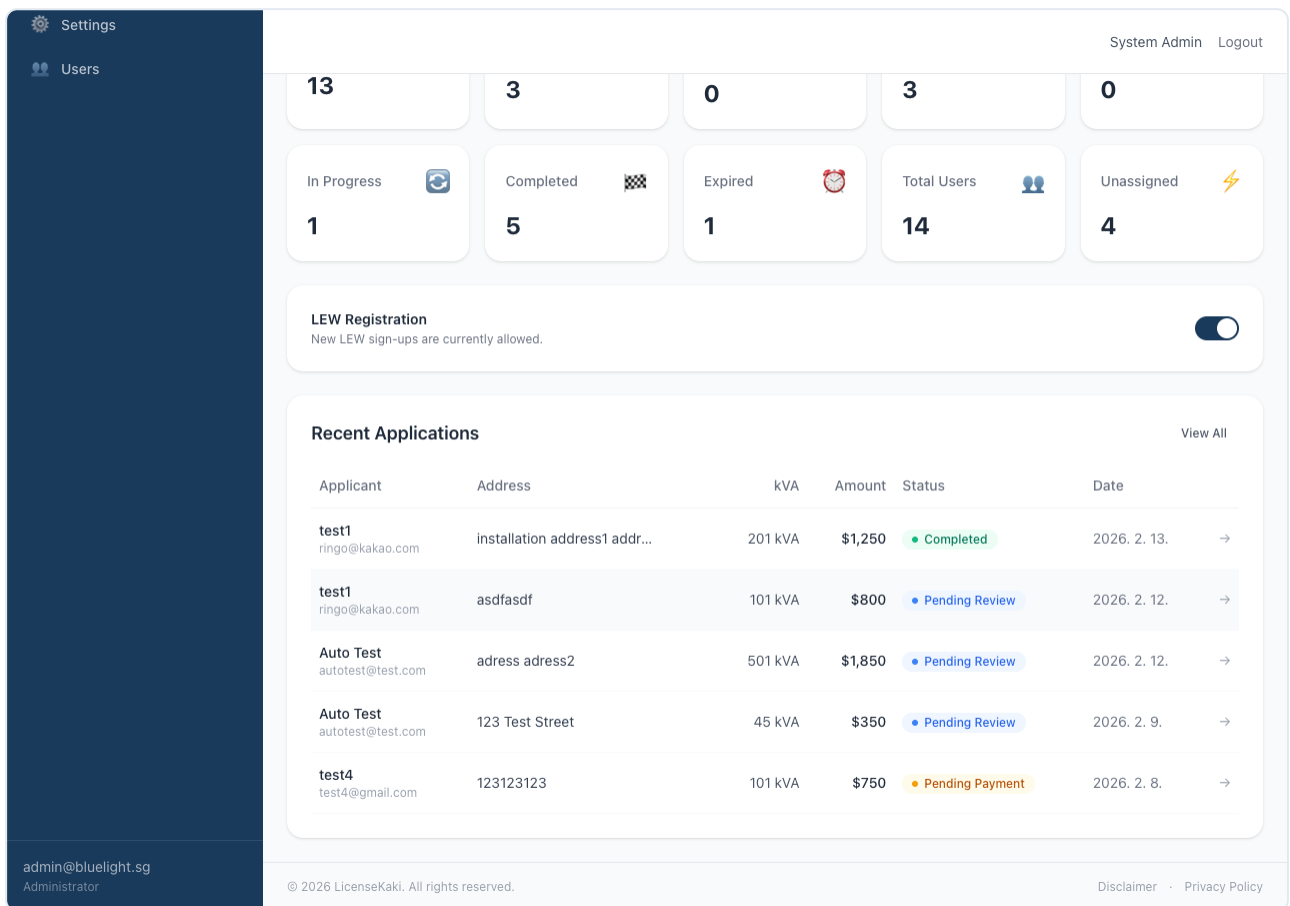 Settings
Users
System Admin Logout
13 3 0 3 0
In Progress Completed Expired Total Users Unassigned
1 5 1 14 4
LEW Registration
New LEW sign-ups are currently allowed.
Recent Applications View All
Applicant Address kVA Amount Status Date
test1
ringo@kakao.com
installation address1 addr... 201 kVA $1,250 Completed 2026. 2. 13. →
test1
ringo@kakao.com
asdfasdf 101 kVA $800 Pending Review 2026. 2. 12. →
Auto Test
autotest@test.com
adress adress2 501 kVA $1,850 Pending Review 2026. 2. 12. →
Auto Test
autotest@test.com
123 Test Street 45 kVA $350 Pending Review 2026. 2. 9. →
test4
test4@gmail.com
123123123 101 kVA $750 Pending Payment 2026. 2. 8. →
admin@bluelight.sg
Administrator
© 2026 LicenseKaki. All rights reserved. Disclaimer · Privacy Policy